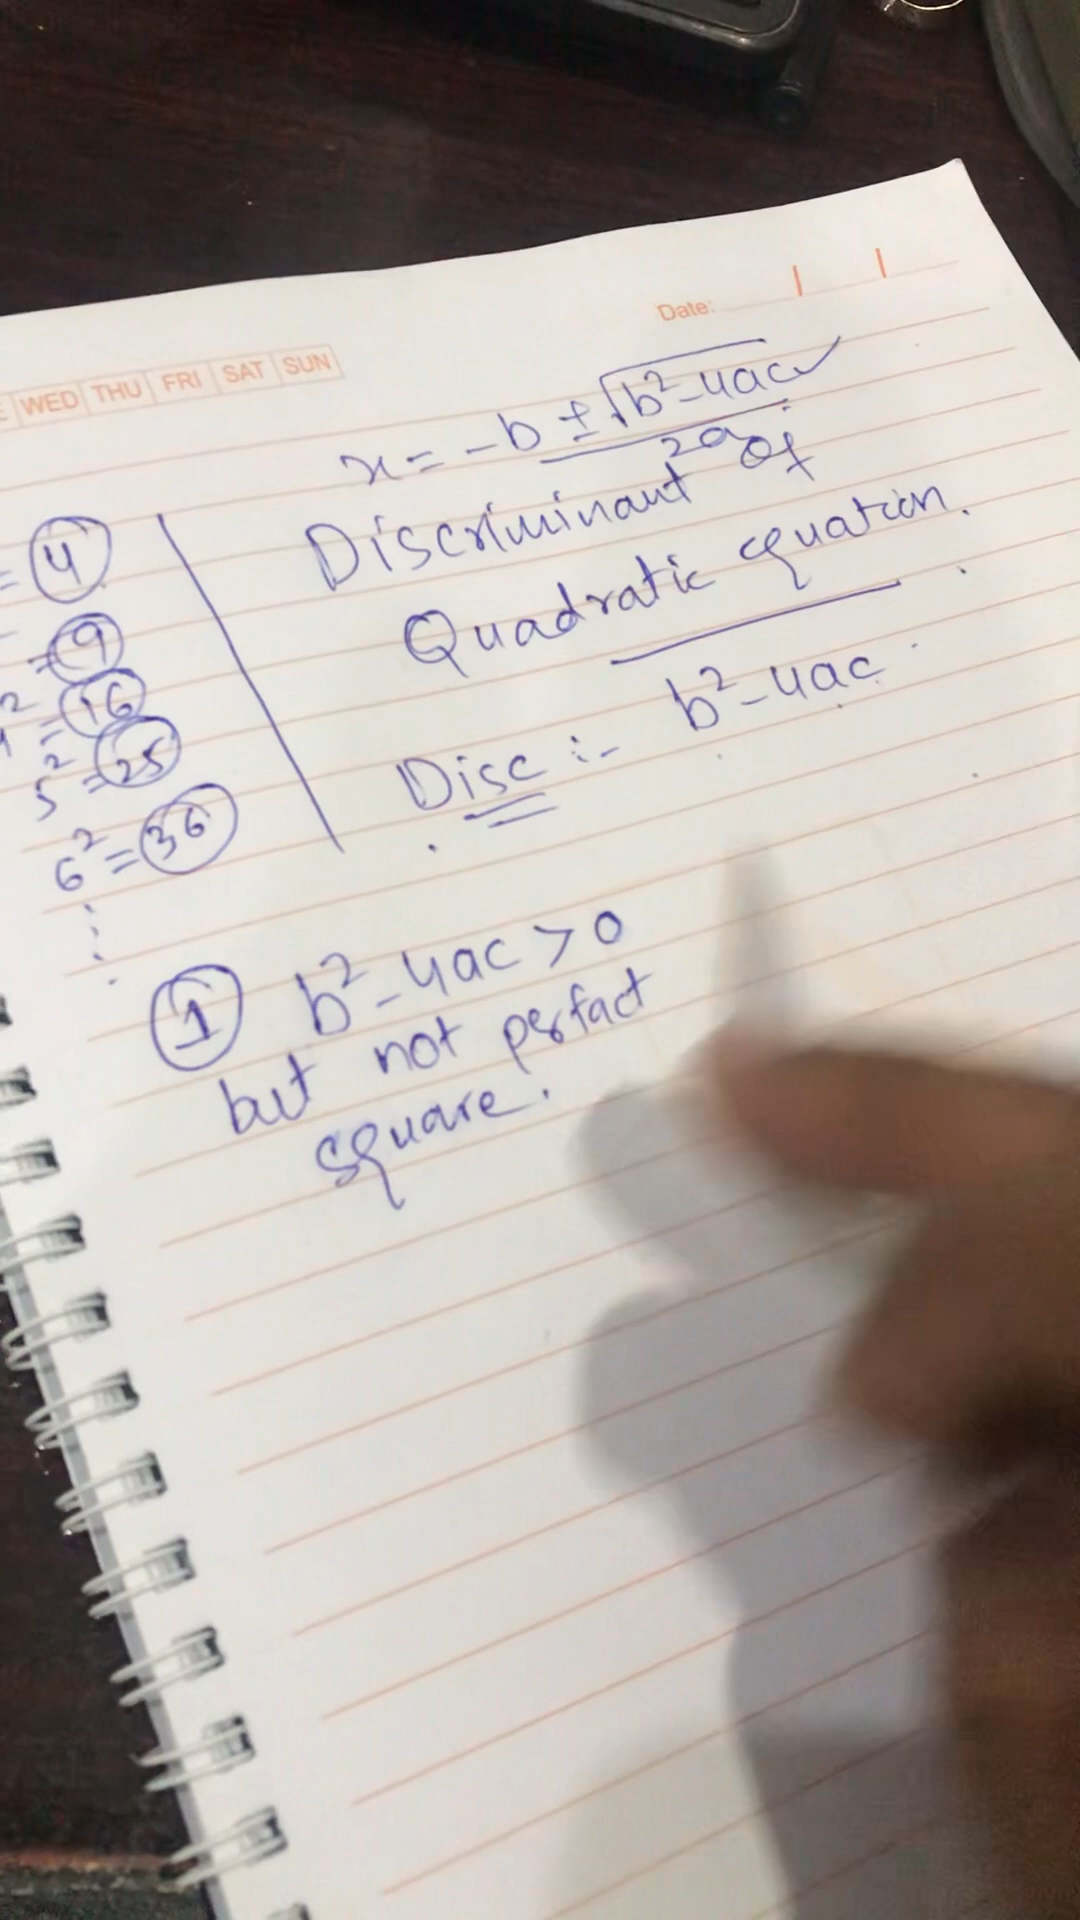 WED THU FRI SAT SUN
Date:
x = -b ± √b²-4ac
2a
Discriminant of
Quadratic equation.
Disc :- b²-4ac
= 4
= 9
² = 16
5² = 25
6² = 36
① b²-4ac > 0
but not perfact
square.